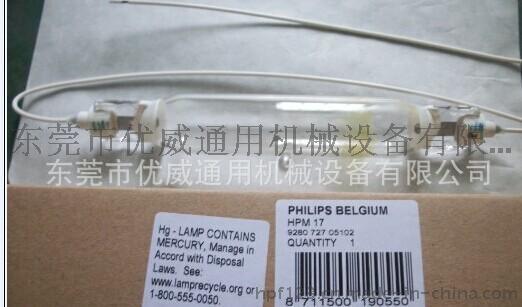 东莞市优威通用机械设备有限...
东莞市优威通用机械设备有限...
Hg - LAMP CONTAINS
MERCURY, Manage in
Accord with Disposal
Laws. See:
www.lamprecycle.org or
1-800-555-0050.
PHILIPS BELGIUM
HPM 17
9280 727 05102
QUANTITY 1
8 711500 190550